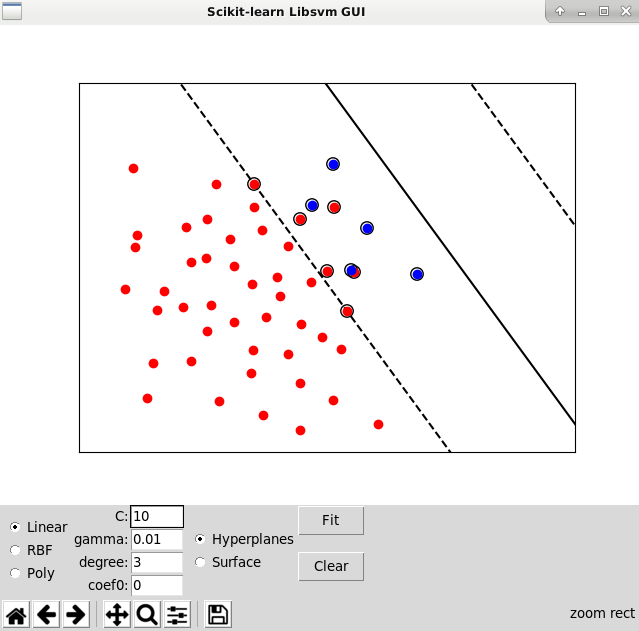 Scikit-learn Libsvm GUI
Linear
RBF
Poly
C: 10
gamma: 0.01
degree: 3
coef0: 0
Hyperplanes
Surface
Fit
Clear
zoom rect